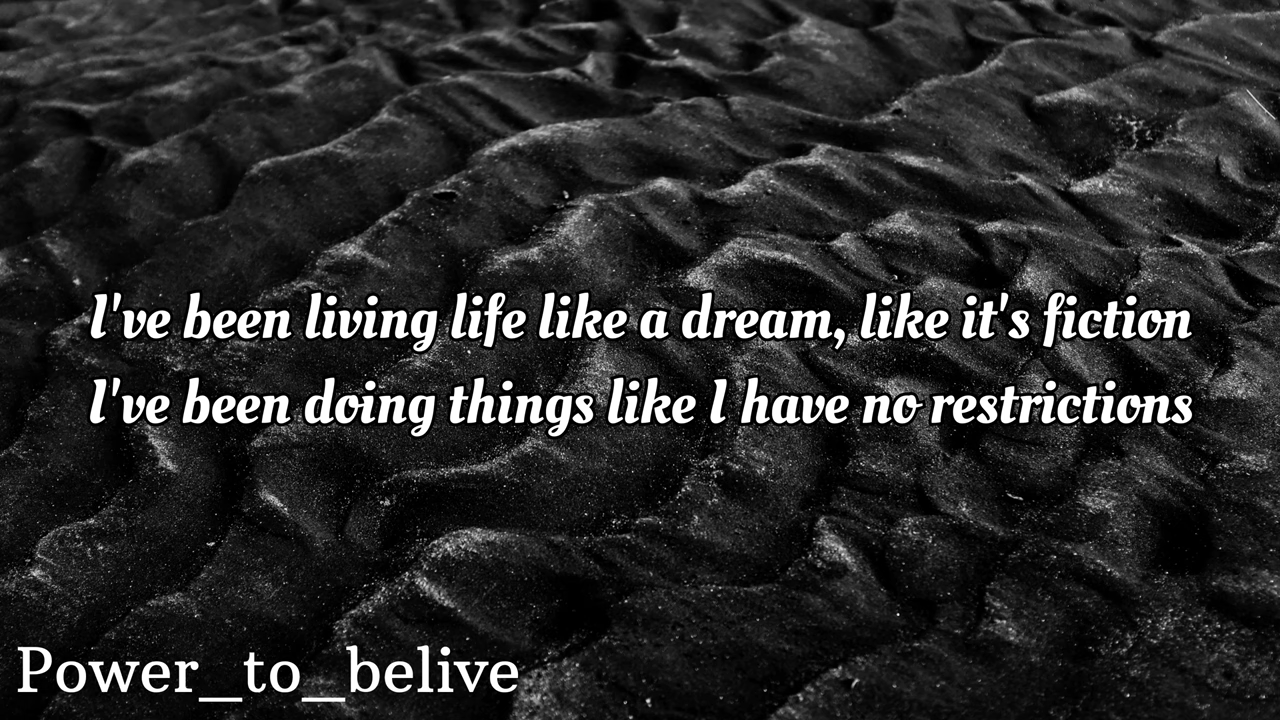 I've been living life like a dream, like it's fiction
I've been doing things like I have no restrictions
Power_to_belive